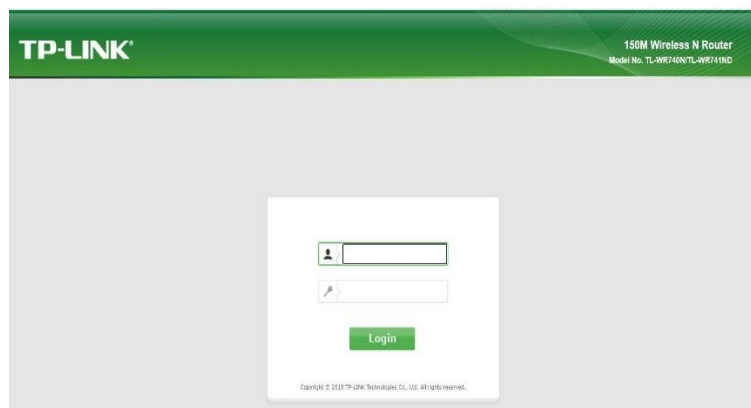 TP-LINK®
150M Wireless N Router
Model No. TL-WR740N/TL-WR741ND
Login
Copyright © 2015 TP-LINK Technologies Co., Ltd. All rights reserved.